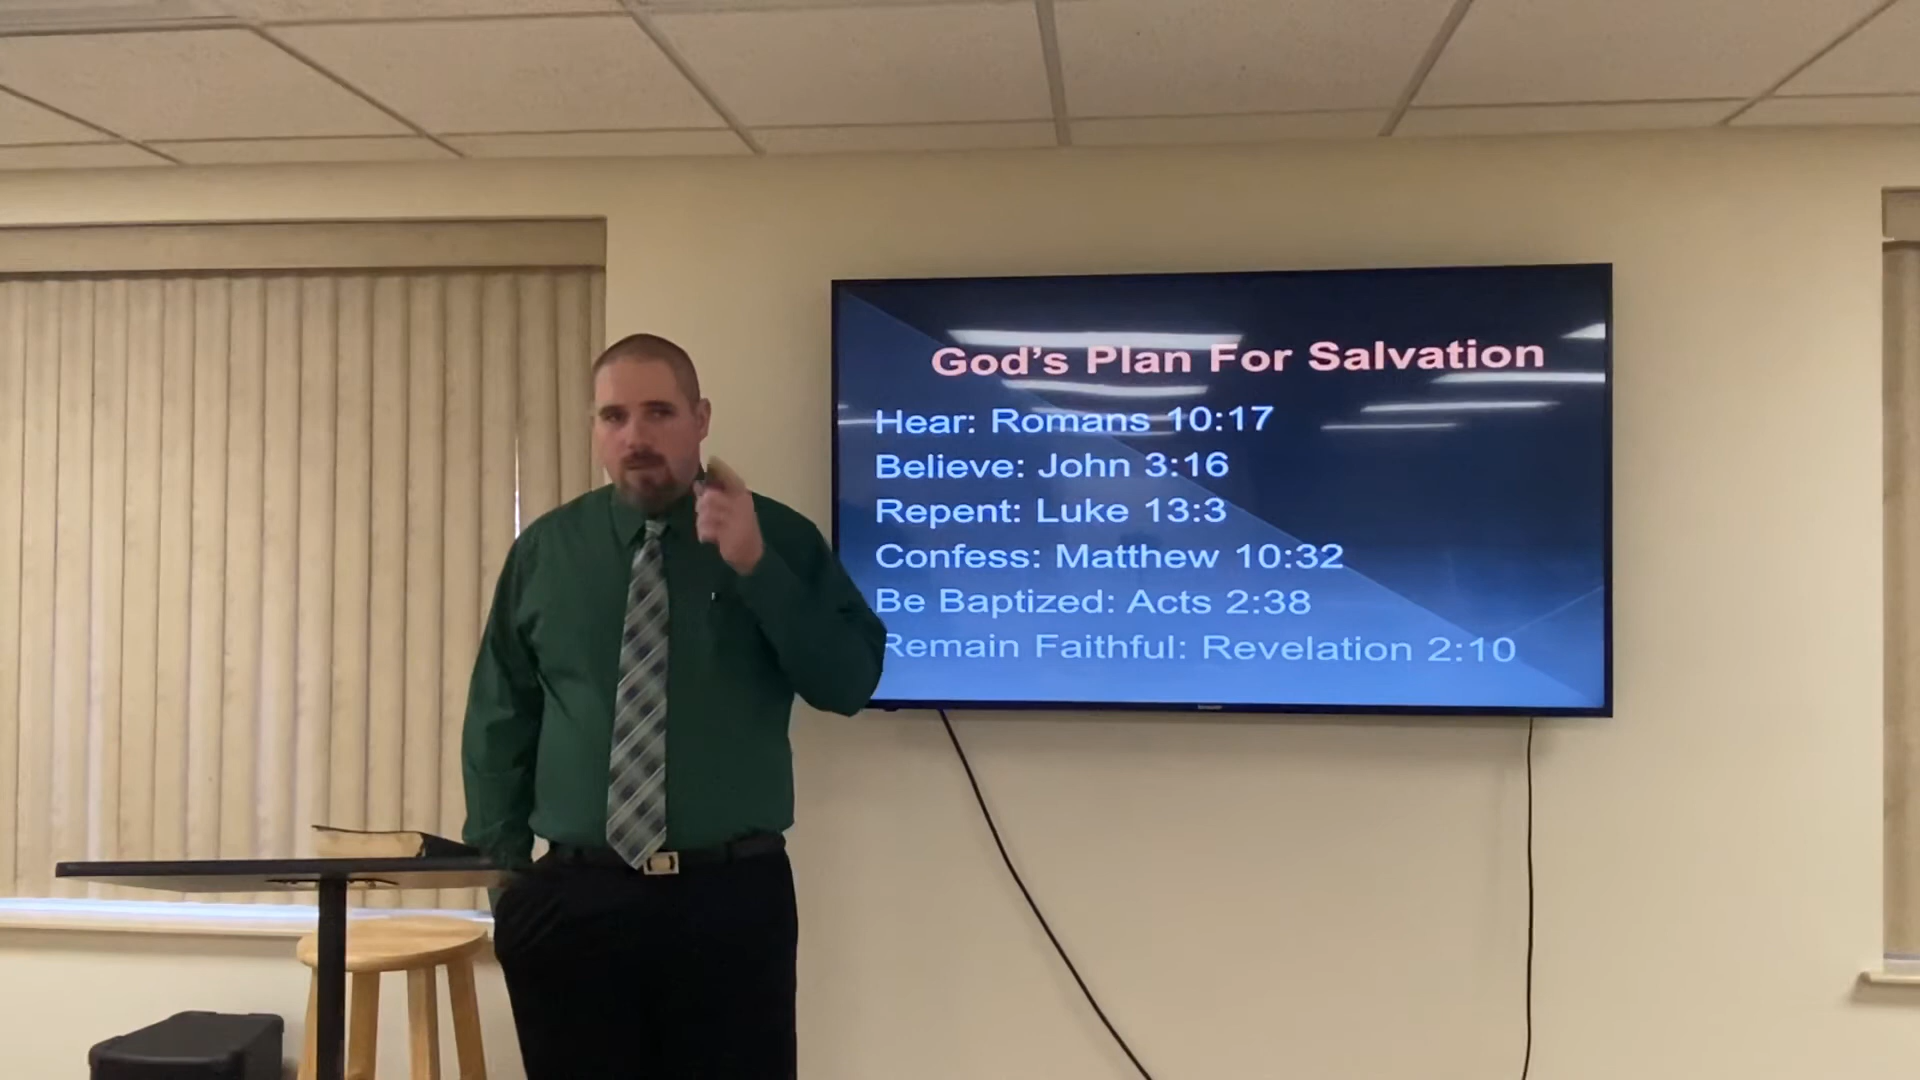 God's Plan For Salvation
Hear: Romans 10:17
Believe: John 3:16
Repent: Luke 13:3
Confess: Matthew 10:32
Be Baptized: Acts 2:38
Remain Faithful: Revelation 2:10